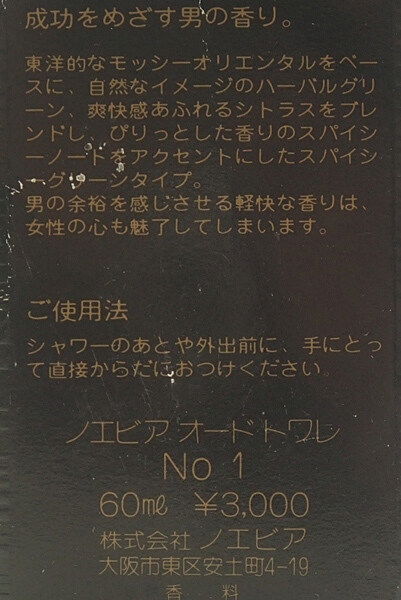 成功をめざす男の香り。
東洋的なモッシーオリエンタルをベー
スに、自然なイメージのハーバルグリ
ーン、爽快感あふれるシトラスをブレ
ンドし、ぴりっとした香りのスパイシ
ーノートをアクセントにしたスパイシ
ーグリーンタイプ。
男の余裕を感じさせる軽快な香りは、
女性の心も魅了してしまいます。
ご使用法
シャワーのあとや外出前に、手にとっ
て直接からだにおつけください。
ノエビア オードトワレ
No 1
60ml ¥3,000
株式会社 ノエビア
大阪市東区安土町4-19
香 料